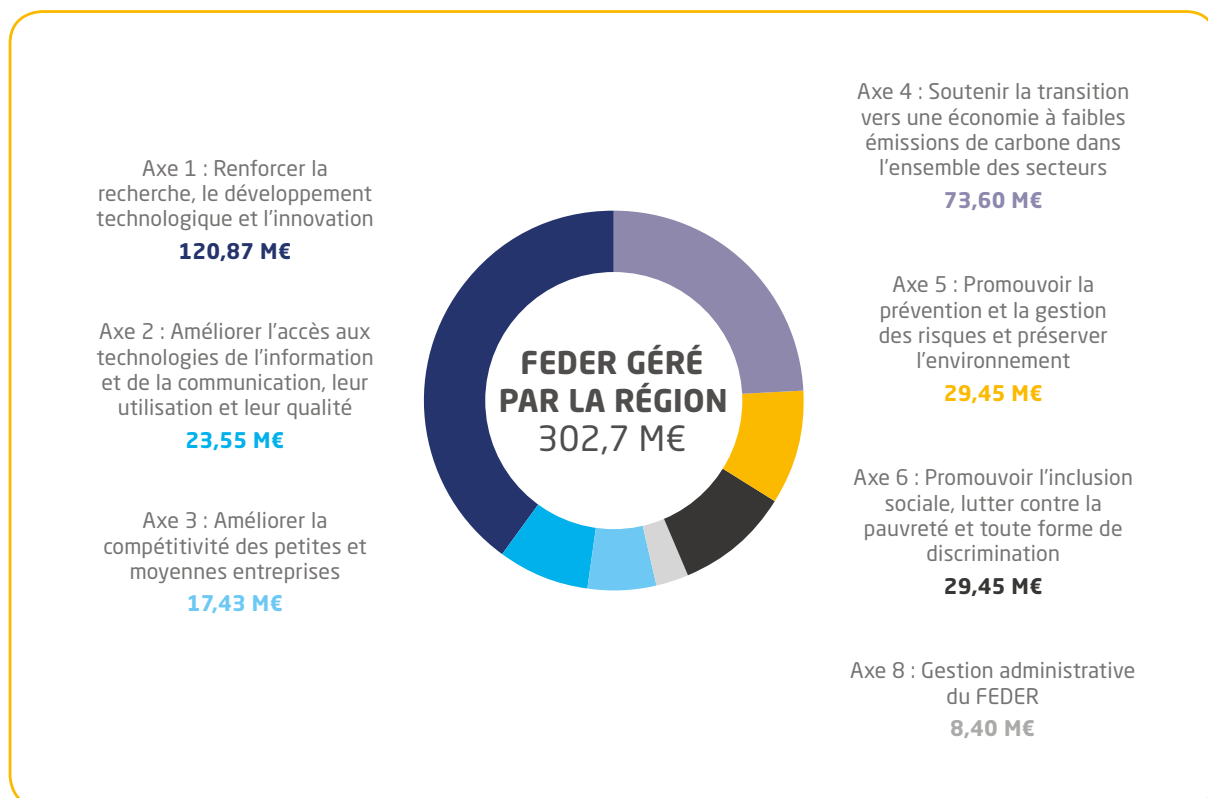 Axe 1 : Renforcer la
recherche, le développement
technologique et l'innovation
120,87 M€
Axe 2 : Améliorer l'accès aux
technologies de l'information
et de la communication, leur
utilisation et leur qualité
23,55 M€
Axe 3 : Améliorer la
compétitivité des petites et
moyennes entreprises
17,43 M€
FEDER GÉRÉ
PAR LA RÉGION
302,7 M€
Axe 4 : Soutenir la transition
vers une économie à faibles
émissions de carbone dans
l'ensemble des secteurs
73,60 M€
Axe 5 : Promouvoir la
prévention et la gestion
des risques et préserver
l'environnement
29,45 M€
Axe 6 : Promouvoir l'inclusion
sociale, lutter contre la
pauvreté et toute forme de
discrimination
29,45 M€
Axe 8 : Gestion administrative
du FEDER
8,40 M€